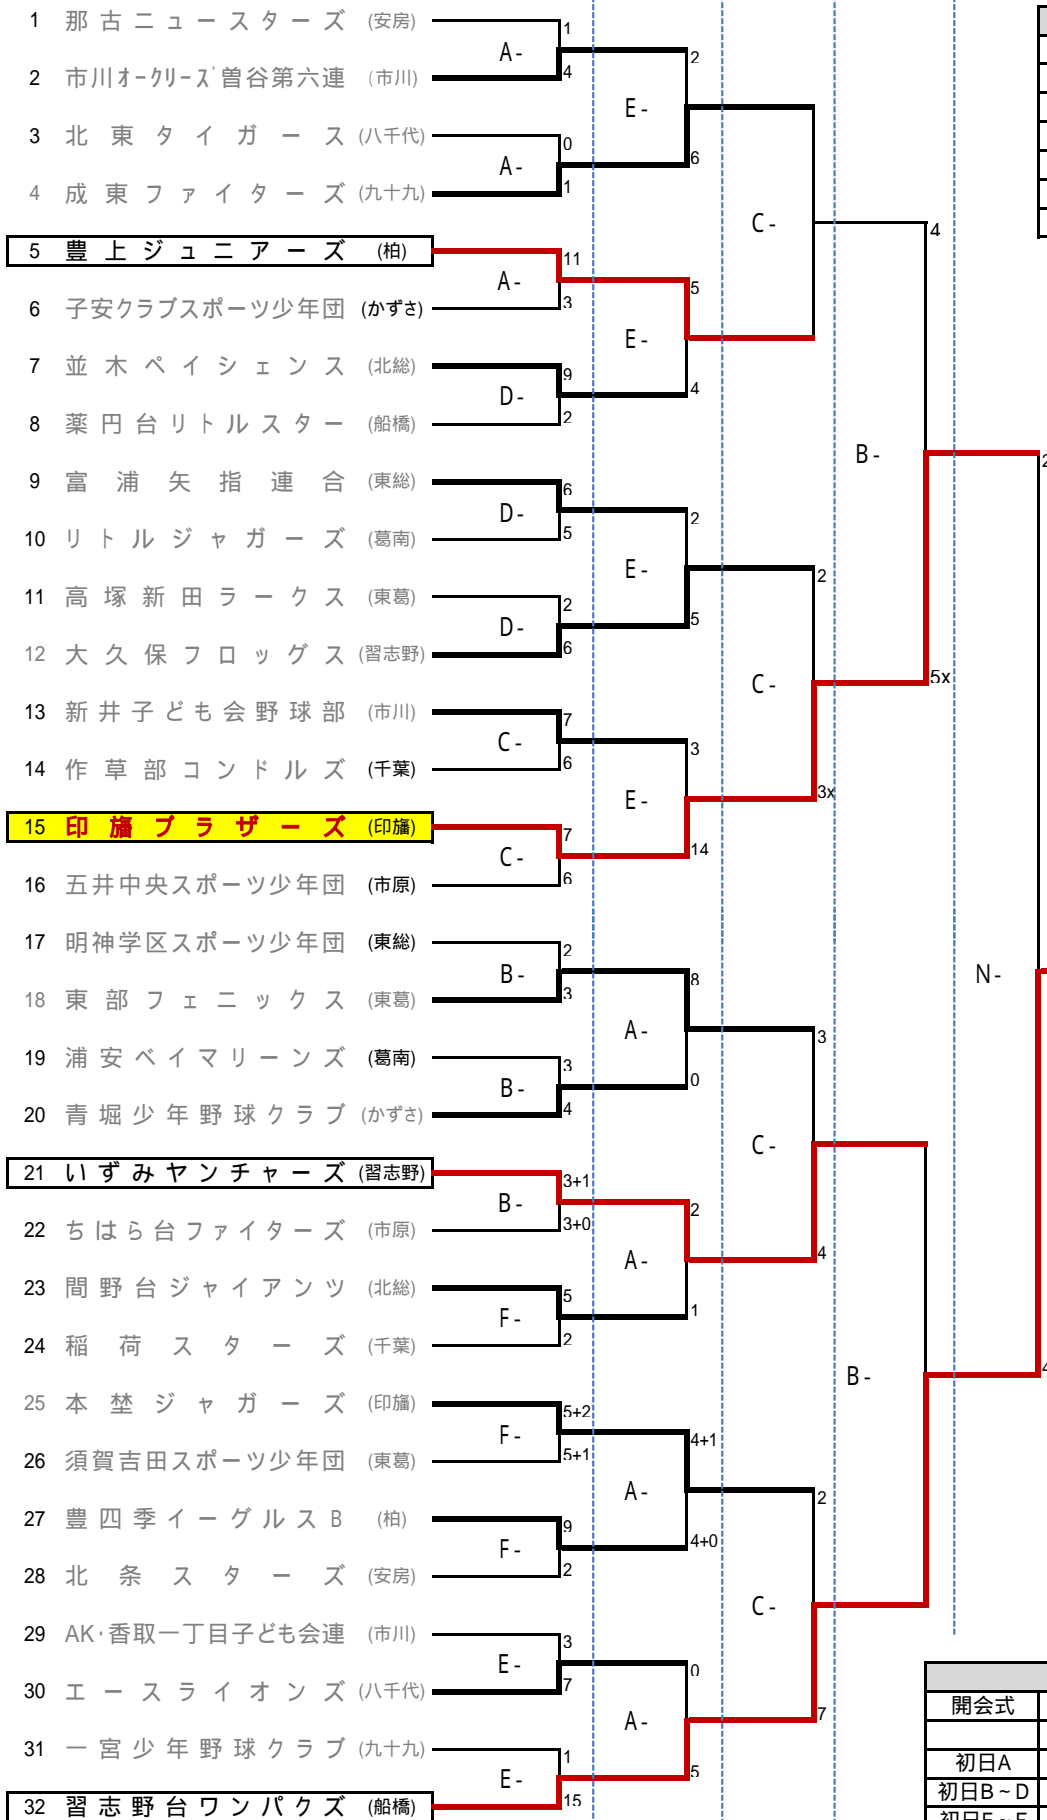 1 那古ニュースターズ (安房)
1
A-
2
4
2 市川オークリーズ曽谷第六連 (市川)
E-
3 北東タイガース (八千代)
0
A-
6
1
4 成東ファイターズ (九十九)
C-
4
5 豊上ジュニアーズ (柏)
11
A-
5
3
6 子安クラブスポーツ少年団 (かずさ)
E-
7 並木ペイシェンス (北総)
9
D-
4
2
8 薬円台リトルスター (船橋)
B-
2
9 富浦矢指連合 (東総)
6
D-
2
5
10 リトルジャガーズ (葛南)
E-
2
11 高塚新田ラークス (東葛)
2
D-
5
6
12 大久保フロッグス (習志野)
C-
5x
13 新井子ども会野球部 (市川)
7
C-
3
6
14 作草部コンドルズ (千葉)
E-
3x
15 印旛ブラザーズ (印旛)
7
C-
14
6
16 五井中央スポーツ少年団 (市原)
17 明神学区スポーツ少年団 (東総)
2
B-
8
N-
3
18 東部フェニックス (東葛)
A-
3
19 浦安ベイマリーンズ (葛南)
3
B-
0
4
20 青堀少年野球クラブ (かずさ)
C-
21 いずみヤンチャーズ (習志野)
3+1
B-
2
3+0
22 ちはら台ファイターズ (市原)
A-
4
23 間野台ジャイアンツ (北総)
5
F-
1
2
24 稲荷スターズ (千葉)
B-
4
25 本埜ジャガーズ (印旛)
5+2
F-
4+1
5+1
26 須賀吉田スポーツ少年団 (東葛)
A-
2
27 豊四季イーグルスB (柏)
9
F-
4+0
2
28 北条スターズ (安房)
C-
29 AK・香取一丁目子ども会連 (市川)
3
E-
0
7
30 エースライオンズ (八千代)
A-
7
31 一宮少年野球クラブ (九十九)
1
E-
5
15
32 習志野台ワンパクズ (船橋)
開会式
初日A
初日B~D
初日E~F